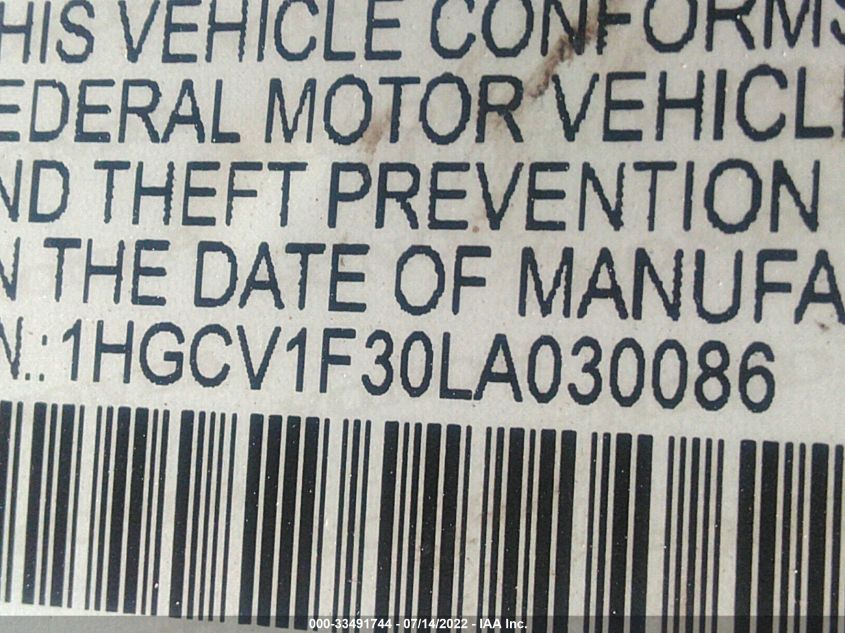 HIS VEHICLE CONFORMS
EDERAL MOTOR VEHICLE
ND THEFT PREVENTION
N THE DATE OF MANUFA
N.:1HGCV1F30LA030086
000-33491744 - 07/14/2022 - IAA Inc.